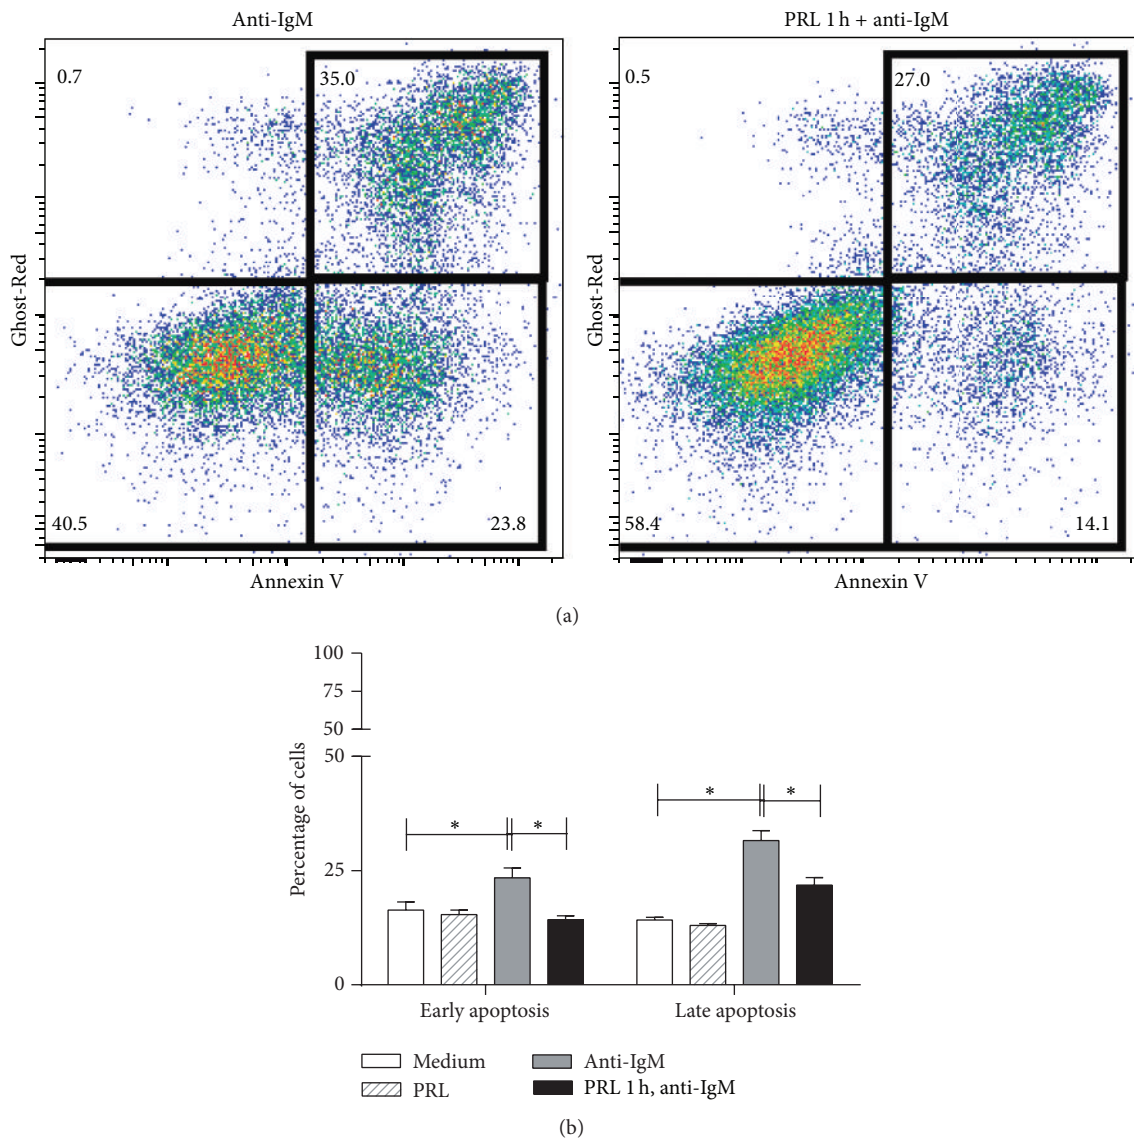 Anti-IgM
PRL 1 h + anti-IgM
0.7
35.0
0.5
27.0
Ghost-Red
Ghost-Red
40.5
23.8
58.4
14.1
Annexin V
Annexin V
(a)
100
75
50
50
25
0
Percentage of cells
* * * *
Early apoptosis
Late apoptosis
Medium
Anti-IgM
PRL
PRL 1 h, anti-IgM
(b)